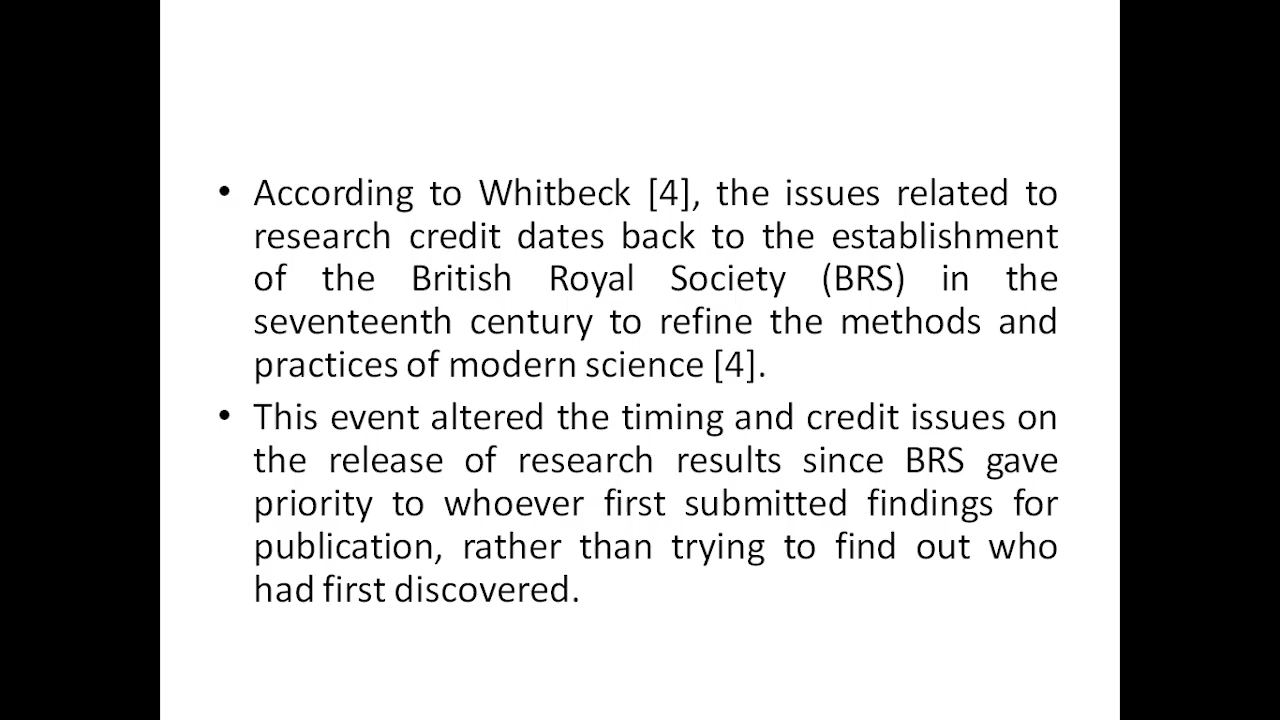 • According to Whitbeck [4], the issues related to
research credit dates back to the establishment
of the British Royal Society (BRS) in the
seventeenth century to refine the methods and
practices of modern science [4].
• This event altered the timing and credit issues on
the release of research results since BRS gave
priority to whoever first submitted findings for
publication, rather than trying to find out who
had first discovered.